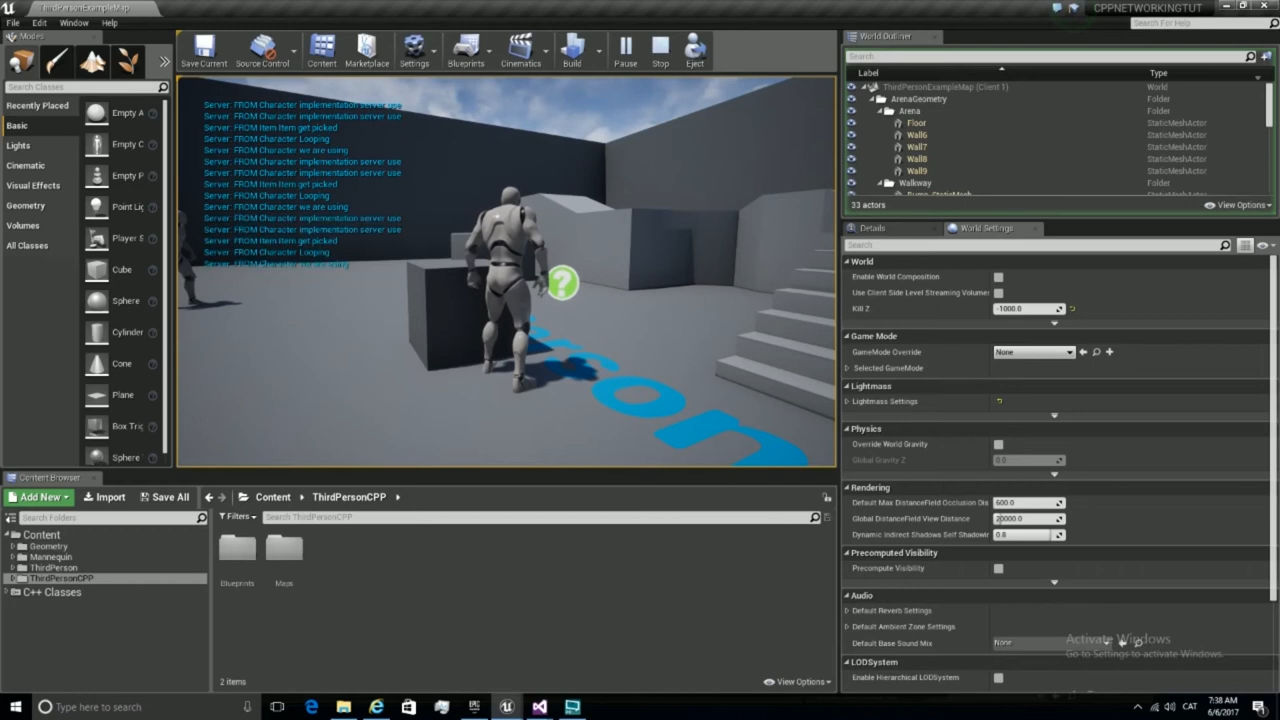 ThirdPersonExampleMap
CPPNETWORKINGTUT
File Edit Window Help
Search For Help
Modes
Search Classes
Recently Placed
Basic
Lights
Cinematic
Visual Effects
Geometry
Volumes
All Classes
Empty A
Empty C
Empty P
Point Lig
Player S
Cube
Sphere
Cylinder
Cone
Plane
Box Trig
Sphere
Save Current
Source Control
Content
Marketplace
Settings
Blueprints
Cinematics
Build
Pause
Stop
Eject
Server: FROM Character implementation server use
Server: FROM Character implementation server use
Server: FROM Item Item get picked
Server: FROM Character Looping
Server: FROM Character we are using
Server: FROM Character implementation server use
Server: FROM Character implementation server use
Server: FROM Item Item get picked
Server: FROM Character Looping
Server: FROM Character we are using
Server: FROM Character implementation server use
Server: FROM Character implementation server use
Server: FROM Item Item get picked
Server: FROM Character Looping
Server: FROM Character we are using
?
World Outliner
Search
Label Type
ThirdPersonExampleMap (Client 1) World
ArenaGeometry Folder
Arena Folder
Floor StaticMeshActor
Wall6 StaticMeshActor
Wall7 StaticMeshActor
Wall8 StaticMeshActor
Wall9 StaticMeshActor
Walkway Folder
33 actors
View Options
Details
World Settings
Search
World
Enable World Composition
Use Client Side Level Streaming Volumes
Kill Z -1000.0
Game Mode
GameMode Override None
Selected GameMode
Lightmass
Lightmass Settings
Physics
Override World Gravity
Global Gravity Z 0.0
Rendering
Default Max DistanceField Occlusion Dis 600.0
Global DistanceField View Distance 20000.0
Dynamic Indirect Shadows Self Shadowin 0.8
Precomputed Visibility
Precompute Visibility
Audio
Default Reverb Settings
Default Ambient Zone Settings
Default Base Sound Mix None
LODSystem
Enable Hierarchical LODSystem
Activate Windows
Go to Settings to activate Windows.
Content Browser
Add New Import Save All Content ThirdPersonCPP
Search Folders
Filters Search ThirdPersonCPP
Content
Geometry
Mannequin
ThirdPerson
ThirdPersonCPP
C++ Classes
Blueprints
Maps
2 items
View Options
Type here to search
CAT
7:38 AM
6/6/2017